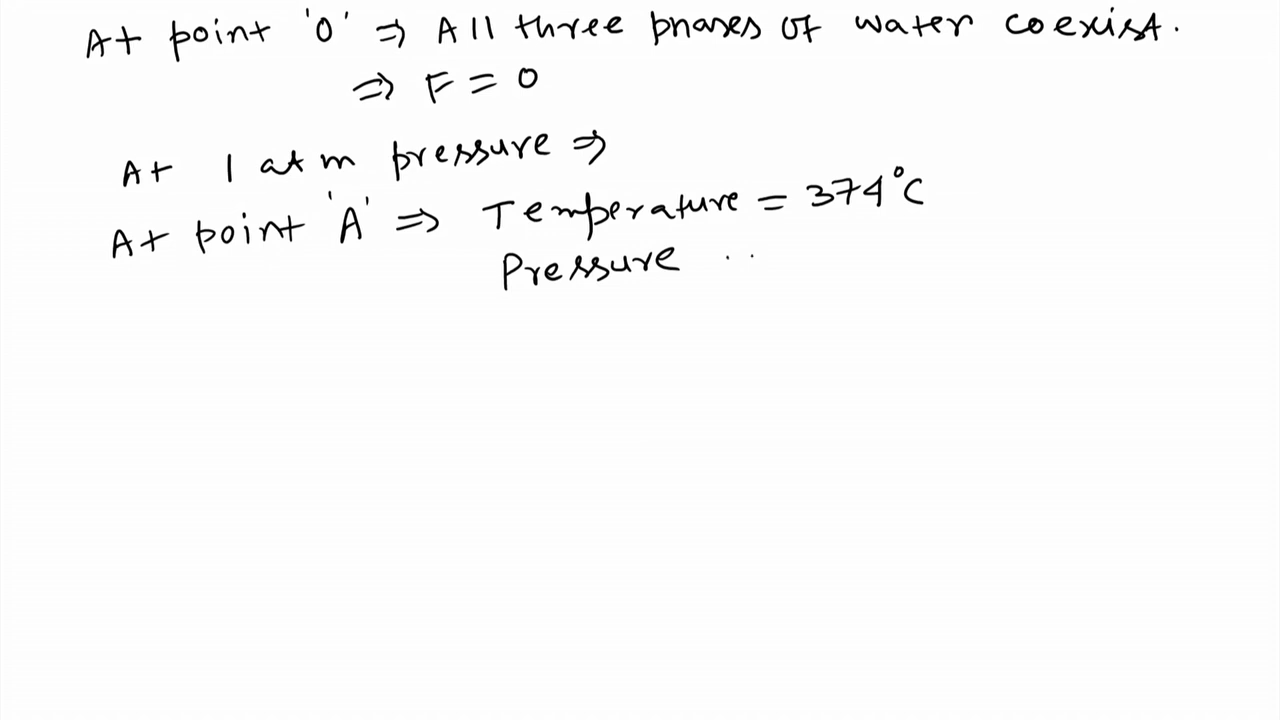 At point 'O' ⇒ All three phases of water coexist.
⇒ F = 0
At 1 atm pressure ⇒
At point 'A' ⇒ Temperature = 374°C
Pressure ..